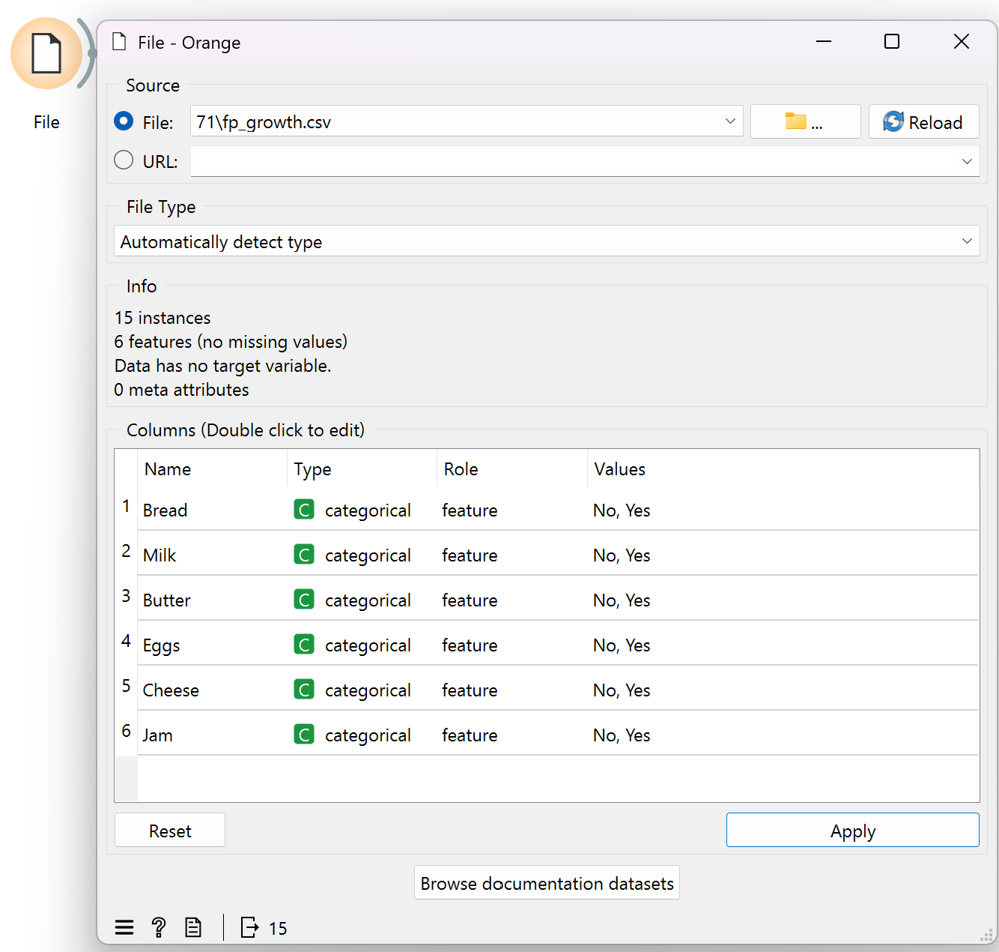 File
File - Orange
Source
File: 71\fp_growth.csv ... Reload
URL:
File Type
Automatically detect type
Info
15 instances
6 features (no missing values)
Data has no target variable.
0 meta attributes
Columns (Double click to edit)
Name Type Role Values
1 Bread C categorical feature No, Yes
2 Milk C categorical feature No, Yes
3 Butter C categorical feature No, Yes
4 Eggs C categorical feature No, Yes
5 Cheese C categorical feature No, Yes
6 Jam C categorical feature No, Yes
Reset Apply
Browse documentation datasets
? 15